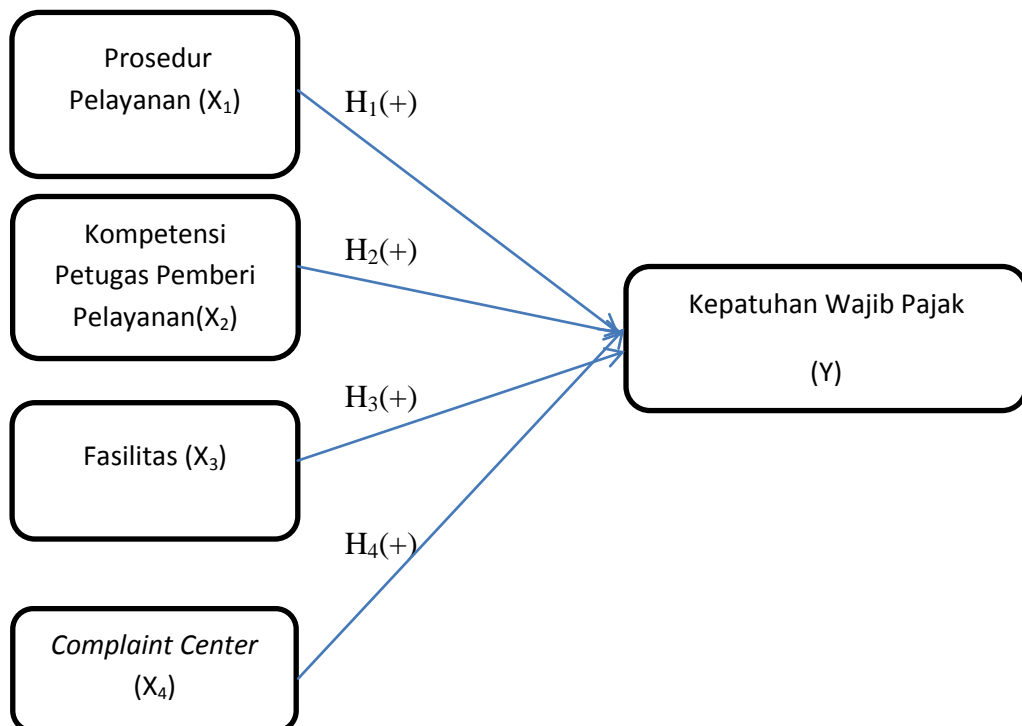 Prosedur
Pelayanan (X₁)
H₁(+)
Kompetensi
Petugas Pemberi
Pelayanan(X₂)
H₂(+)
Kepatuhan Wajib Pajak
(Y)
Fasilitas (X₃)
H₃(+)
Complaint Center
(X₄)
H₄(+)